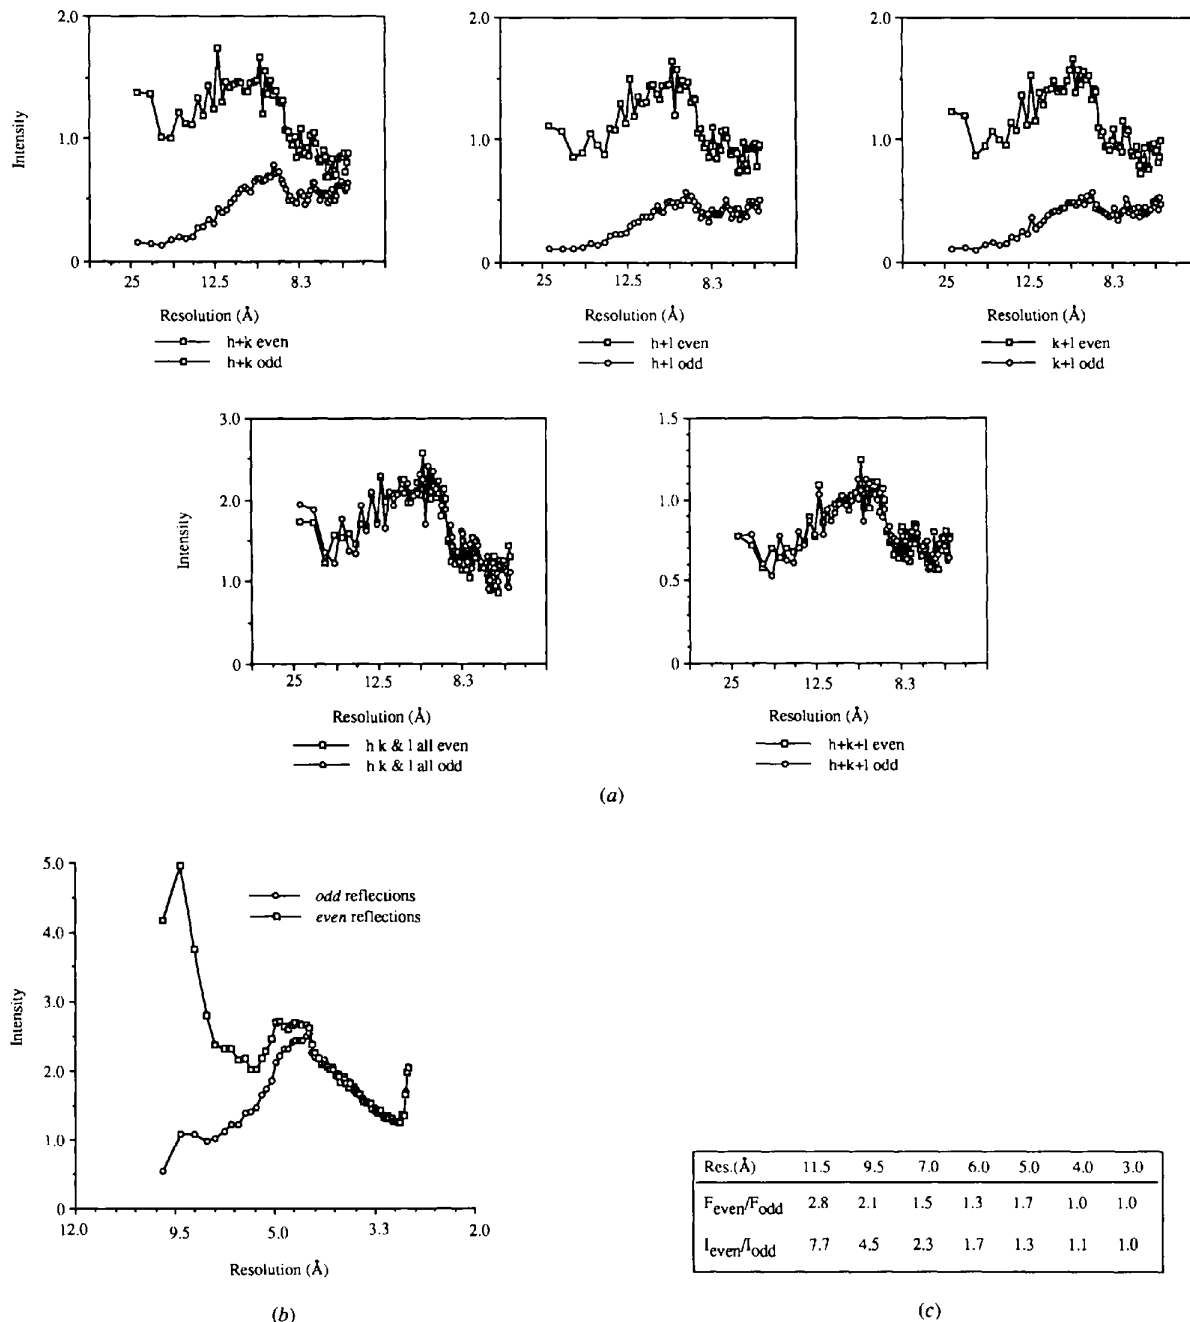 2.0
1.0
0
Intensity
25
12.5
8.3
Resolution (Å)
h+k even
h+k odd
2.0
1.0
0
25
12.5
8.3
Resolution (Å)
h+l even
h+l odd
2.0
1.0
0
25
12.5
8.3
Resolution (Å)
k+l even
k+l odd
3.0
2.0
1.0
0
Intensity
25
12.5
8.3
Resolution (Å)
h k & l all even
h k & l all odd
1.5
1.0
0.5
0
25
12.5
8.3
Resolution (Å)
h+k+l even
h+k+l odd
(a)
5.0
4.0
3.0
2.0
1.0
0
Intensity
odd reflections
even reflections
12.0
9.5
5.0
3.3
2.0
Resolution (Å)
(b)
Res.(Å) 11.5 9.5 7.0 6.0 5.0 4.0 3.0
Feven/Fodd 2.8 2.1 1.5 1.3 1.7 1.0 1.0
Ieven/Iodd 7.7 4.5 2.3 1.7 1.3 1.1 1.0
(c)